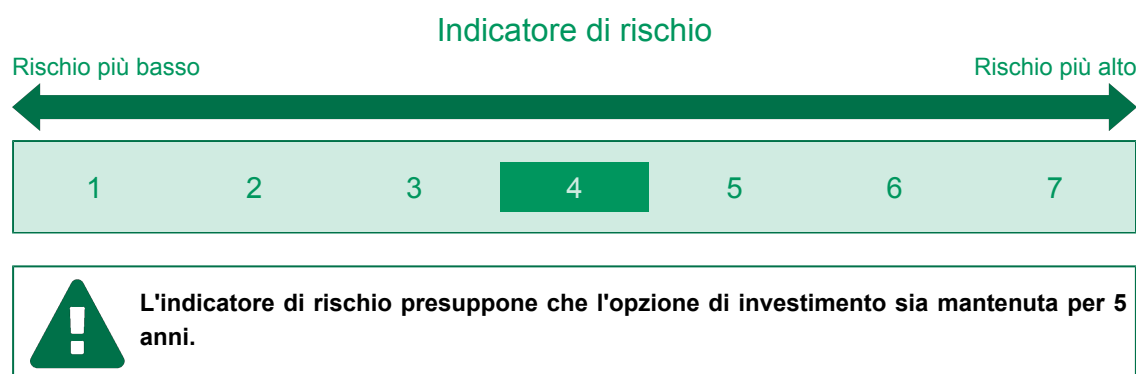 Indicatore di rischio
Rischio più basso Rischio più alto
1 2 3 4 5 6 7
L'indicatore di rischio presuppone che l'opzione di investimento sia mantenuta per 5
anni.